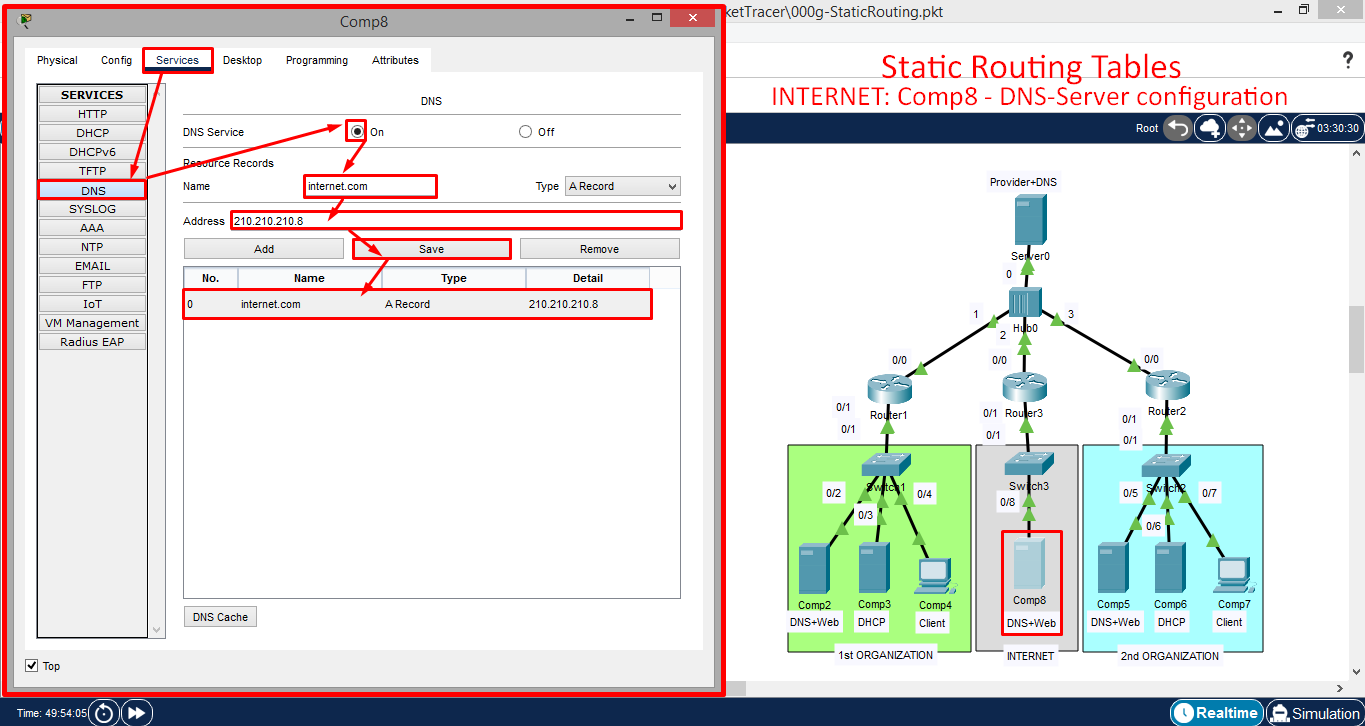 Comp8
ketTracer\000g-StaticRouting.pkt
Physical Config Services Desktop Programming Attributes
Static Routing Tables
INTERNET: Comp8 - DNS-Server configuration
?
Root
03:30:30
SERVICES
HTTP
DHCP
DHCPv6
TFTP
DNS
SYSLOG
AAA
NTP
EMAIL
FTP
IoT
VM Management
Radius EAP
DNS
DNS Service On Off
Resource Records
Name internet.com Type A Record
Address 210.210.210.8
Add Save Remove
No. Name Type Detail
0 internet.com A Record 210.210.210.8
DNS Cache
Top
Provider+DNS
Server0
0
Hub0
1
2
3
0/0
0/0
0/0
Router1
Router3
Router2
0/1
0/1
0/1
0/1
0/1
0/1
Switch1
Switch3
Switch2
0/2
0/3
0/4
0/8
0/5
0/6
0/7
Comp2
Comp3
Comp4
Comp8
Comp5
Comp6
Comp7
DNS+Web
DHCP
Client
DNS+Web
DNS+Web
DHCP
Client
1st ORGANIZATION
INTERNET
2nd ORGANIZATION
Time: 49:54:05
Realtime
Simulation